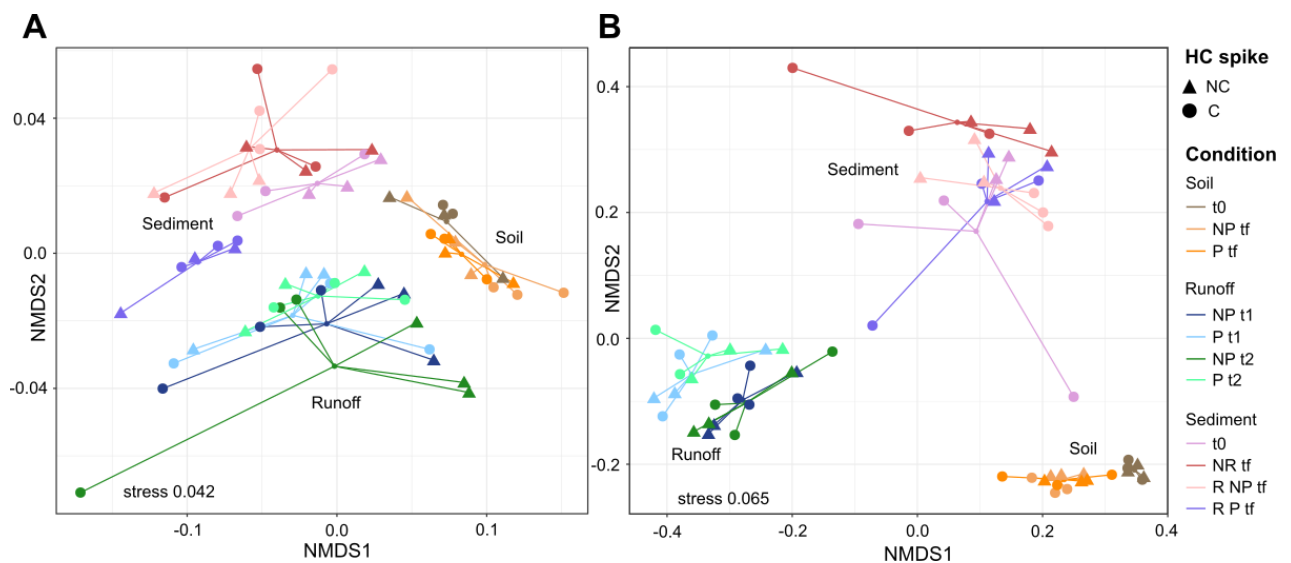 A
NMDS2
0.04
0.0
-0.04
Sediment
Soil
Runoff
stress 0.042
-0.1
0.0
0.1
NMDS1
B
NMDS2
0.4
0.2
0.0
-0.2
Sediment
Runoff
Soil
stress 0.065
-0.4
-0.2
0.0
0.2
0.4
NMDS1
HC spike
NC
C
Condition
Soil
t0
NP tf
P tf
Runoff
NP t1
P t1
NP t2
P t2
Sediment
t0
NR tf
R NP tf
R P tf